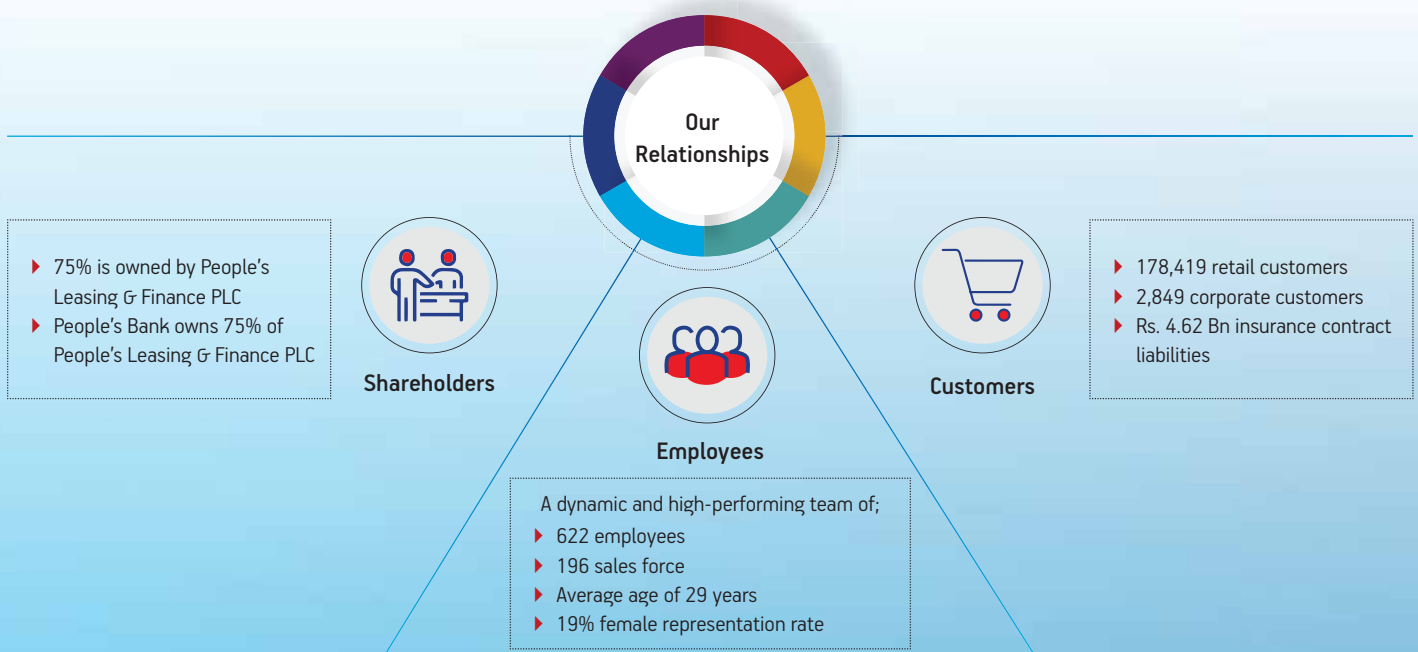 Our
Relationships
75% is owned by People's
Leasing & Finance PLC
People's Bank owns 75% of
People's Leasing & Finance PLC
Shareholders
Employees
A dynamic and high-performing team of;
622 employees
196 sales force
Average age of 29 years
19% female representation rate
Customers
178,419 retail customers
2,849 corporate customers
Rs. 4.62 Bn insurance contract
liabilities